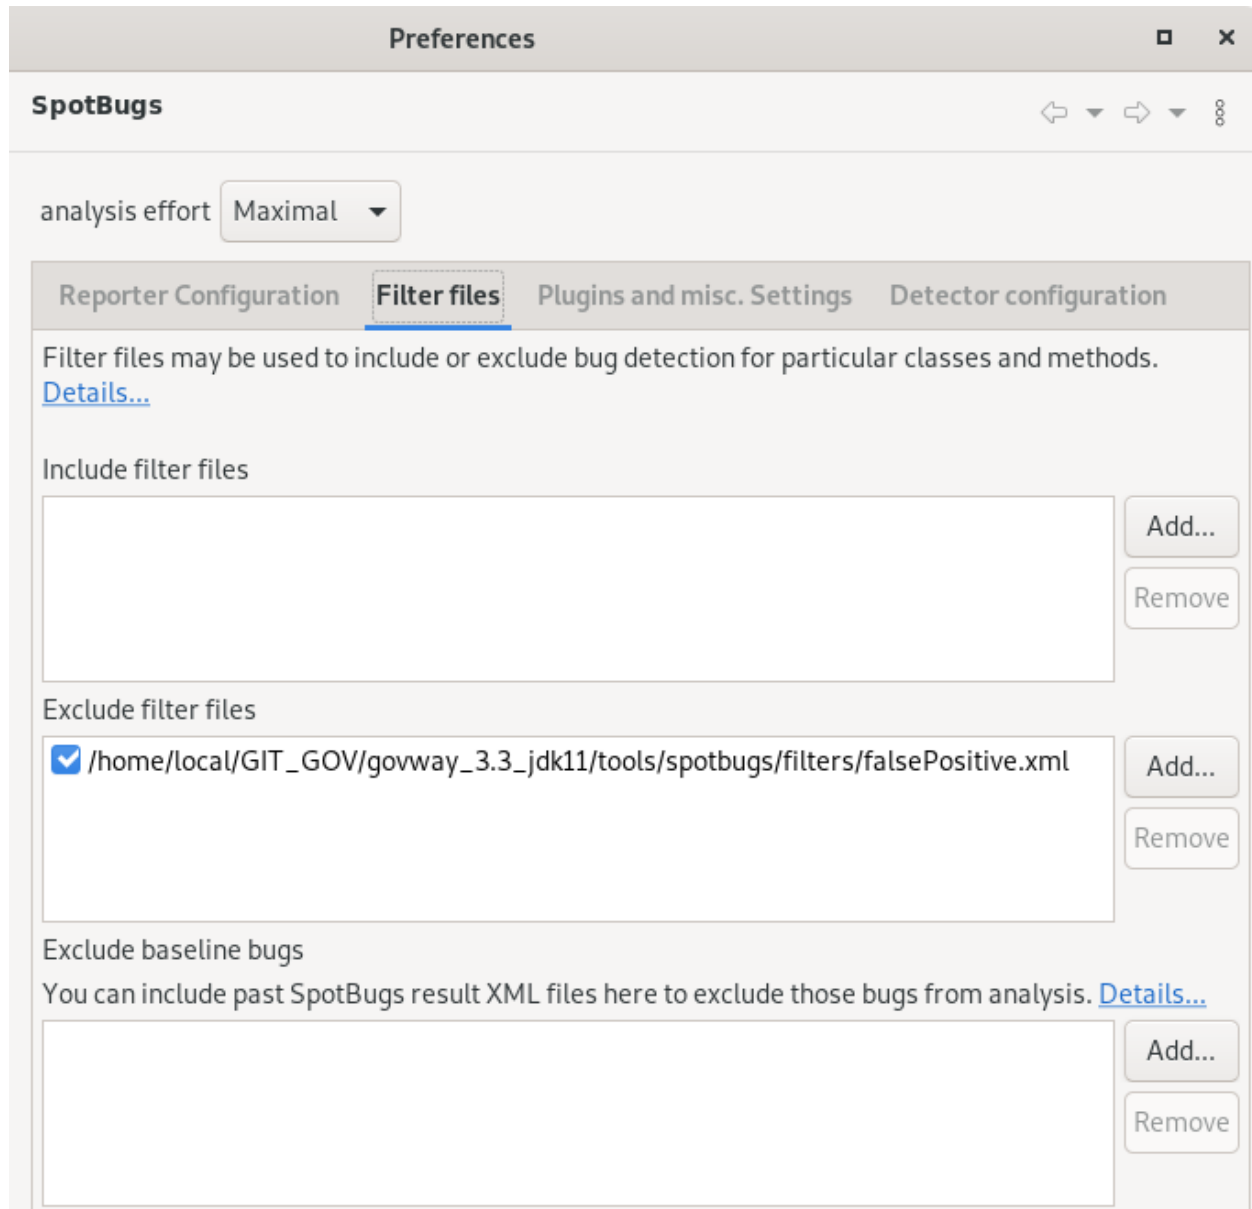 Preferences
SpotBugs
analysis effort Maximal
Reporter Configuration Filter files Plugins and misc. Settings Detector configuration
Filter files may be used to include or exclude bug detection for particular classes and methods.
Details...
Include filter files
Add...
Remove
Exclude filter files
/home/local/GIT_GOV/govway_3.3_jdk11/tools/spotbugs/filters/falsePositive.xml
Add...
Remove
Exclude baseline bugs
You can include past SpotBugs result XML files here to exclude those bugs from analysis. Details...
Add...
Remove